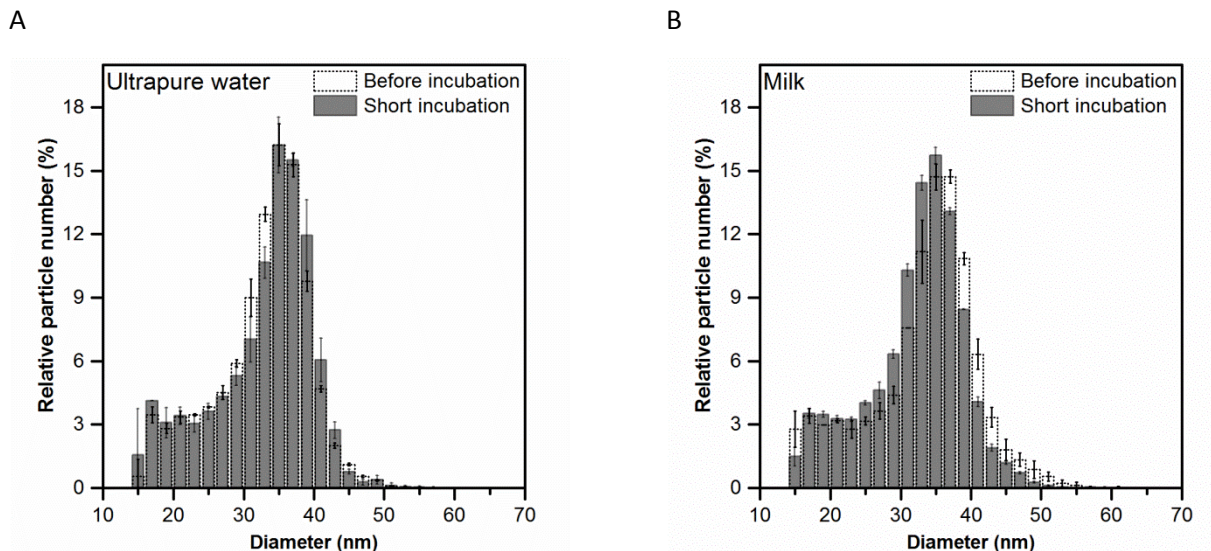 A
Ultrapure water
Before incubation
Short incubation
Relative particle number (%)
18
15
12
9
6
3
0
10 20 30 40 50 60 70
Diameter (nm)
B
Milk
Before incubation
Short incubation
Relative particle number (%)
18
15
12
9
6
3
0
10 20 30 40 50 60 70
Diameter (nm)